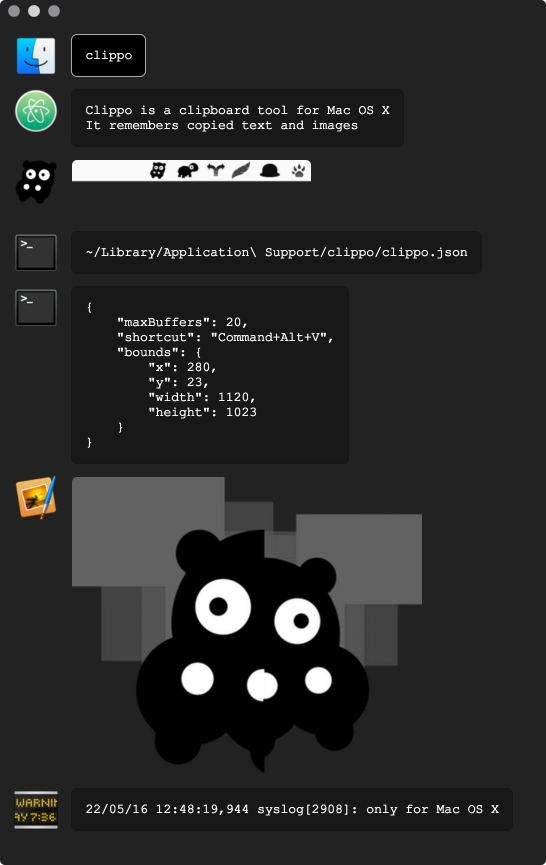 clippo
Clippo is a clipboard tool for Mac OS X
It remembers copied text and images
>_
~/Library/Application\ Support/clippo/clippo.json
>_
{
    "maxBuffers": 20,
    "shortcut": "Command+Alt+V",
    "bounds": {
        "x": 280,
        "y": 23,
        "width": 1120,
        "height": 1023
    }
}
WARNIN
AY 7:36
22/05/16 12:48:19,944 syslog[2908]: only for Mac OS X